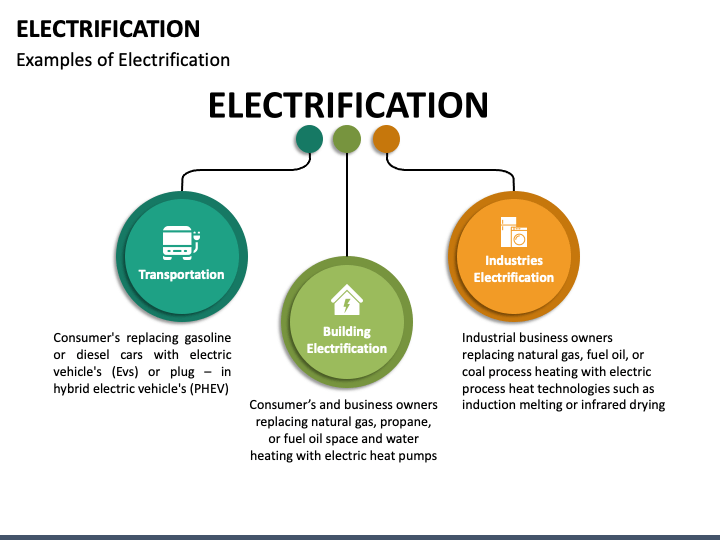 ELECTRIFICATION
Examples of Electrification
ELECTRIFICATION
Transportation
Consumer's replacing gasoline
or diesel cars with electric
vehicle's (Evs) or plug – in
hybrid electric vehicle's (PHEV)
Building
Electrification
Consumer’s and business owners
replacing natural gas, propane,
or fuel oil space and water
heating with electric heat pumps
Industries
Electrification
Industrial business owners
replacing natural gas, fuel oil, or
coal process heating with electric
process heat technologies such as
induction melting or infrared drying